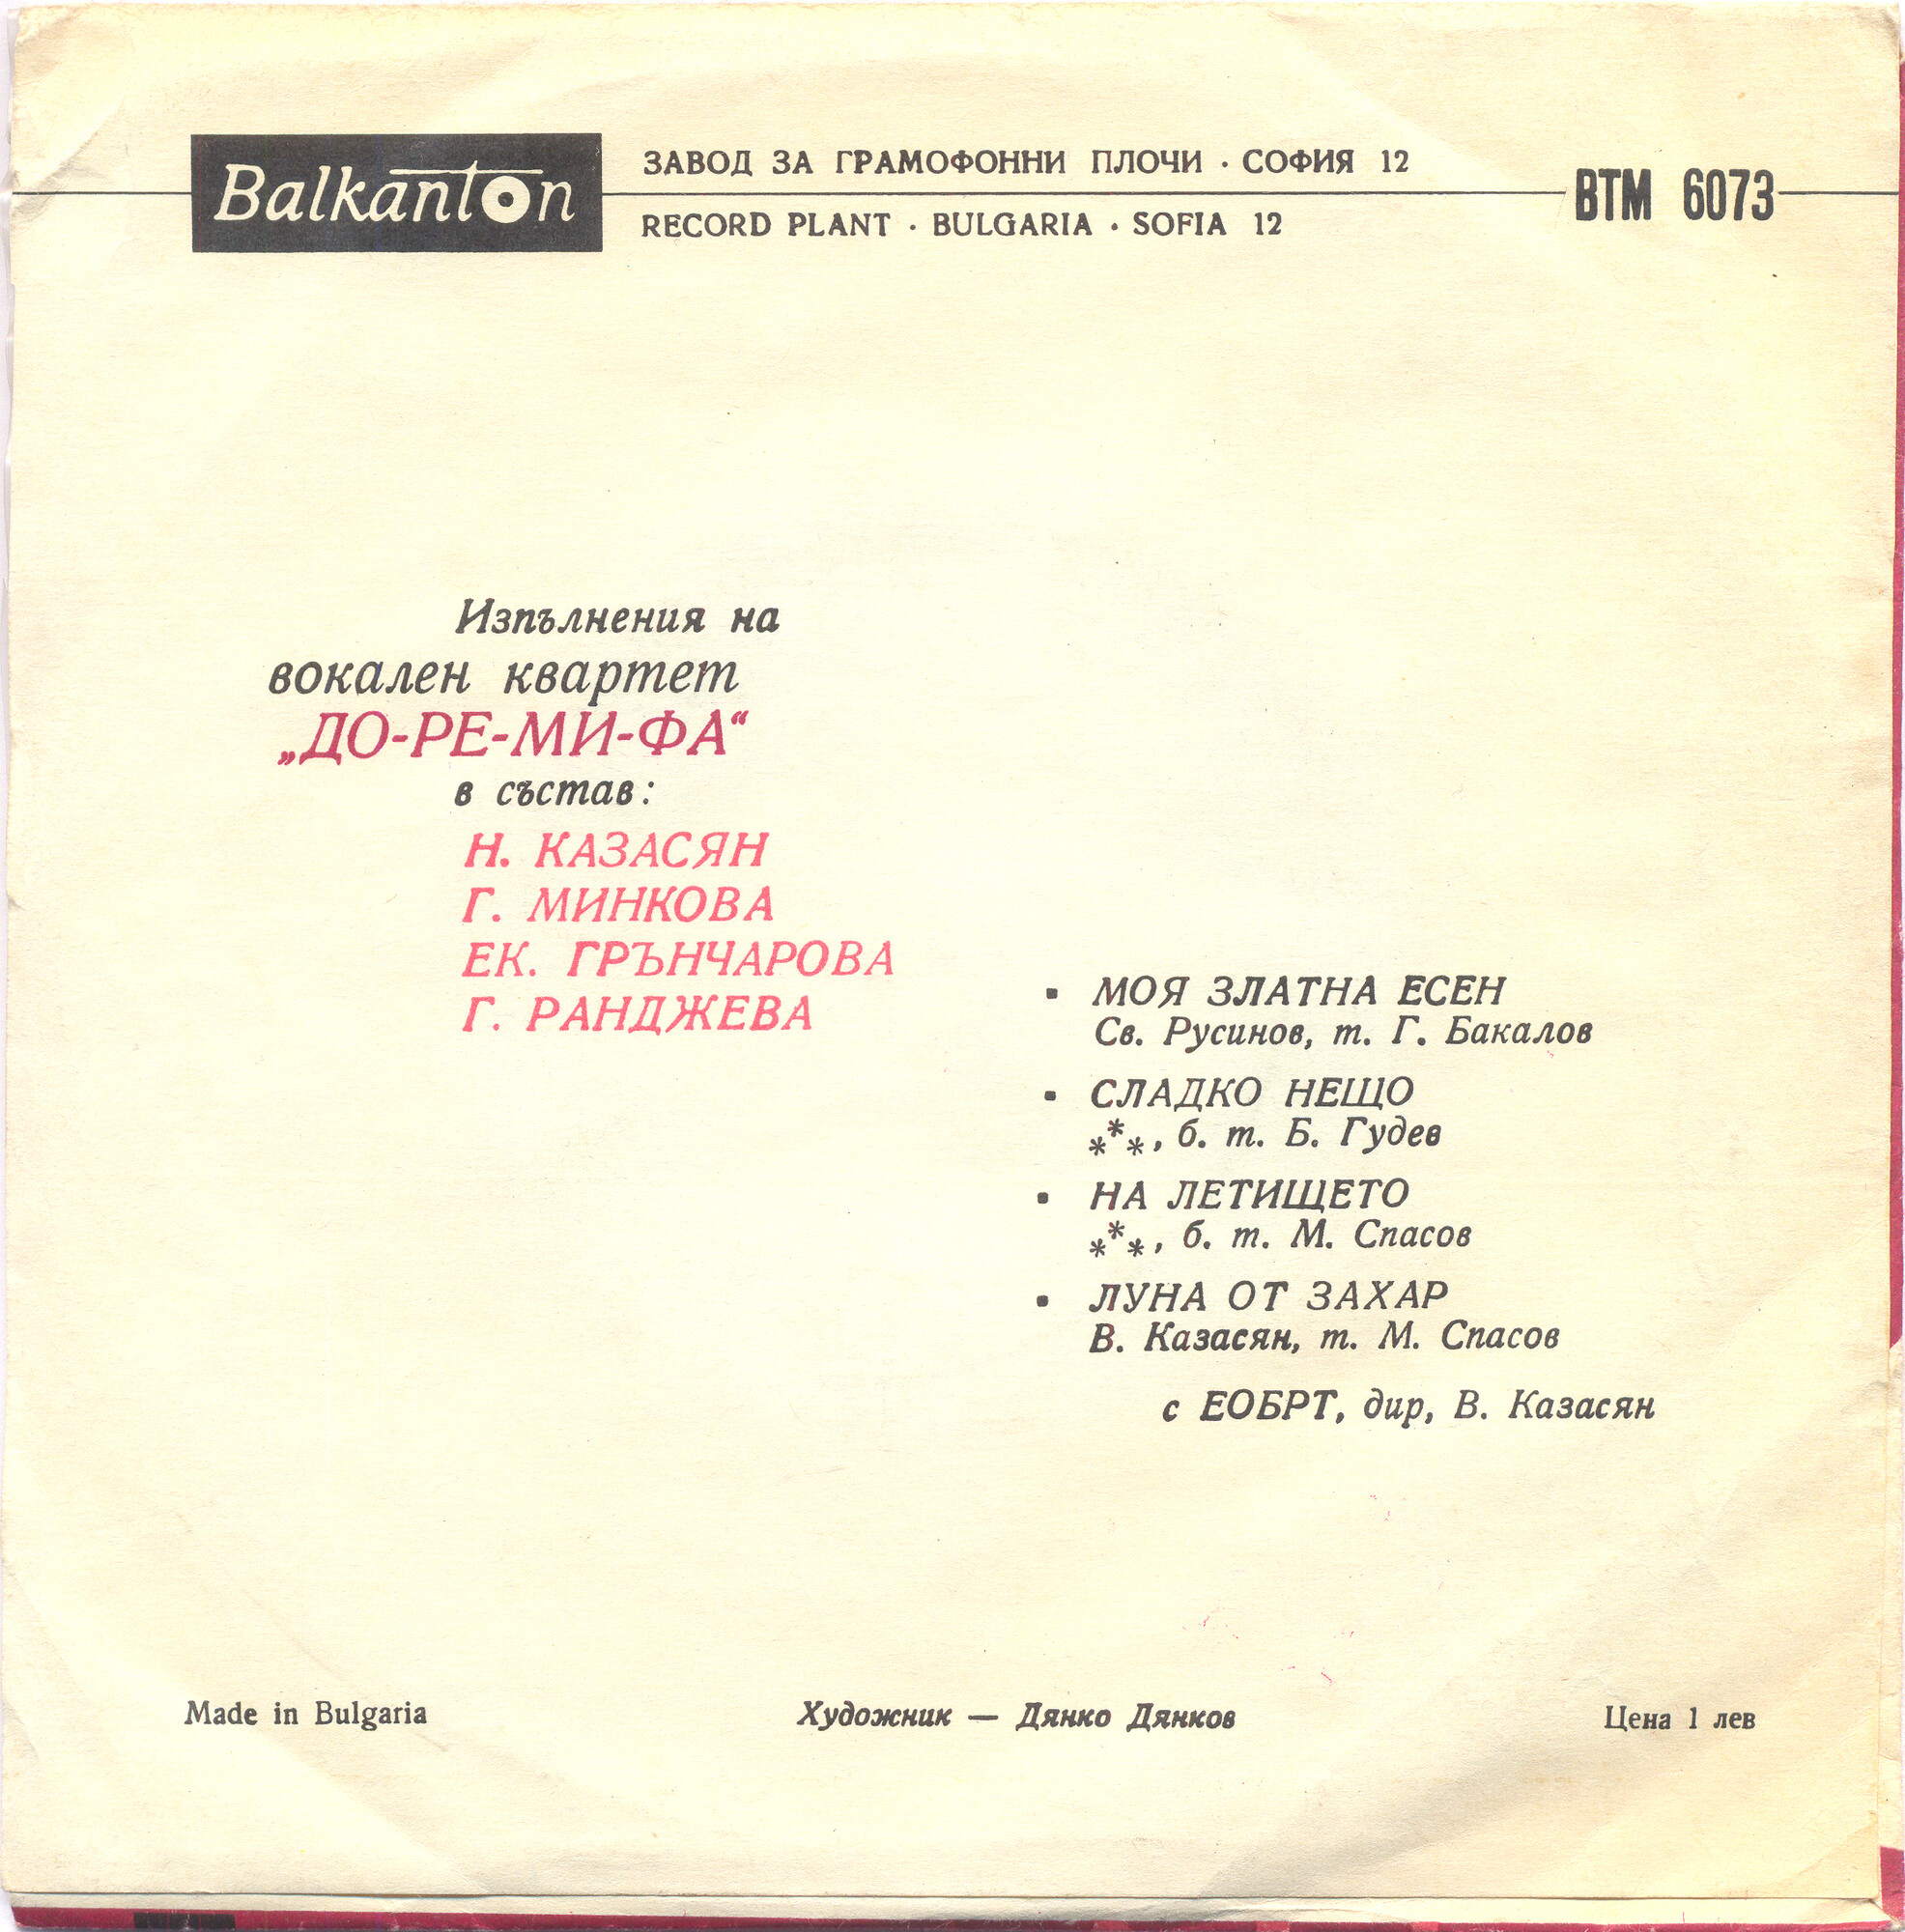 Balkanton
ЗАВОД ЗА ГРАМОФОННИ ПЛОЧИ · СОФИЯ 12
RECORD PLANT · BULGARIA · SOFIA 12
ВТМ 6073
Изпълнения на
вокален квартет
„ДО-РЕ-МИ-ФА“
в състав:
Н. КАЗАСЯН
Г. МИНКОВА
ЕК. ГРЪНЧАРОВА
Г. РАНДЖЕВА
▪ МОЯ ЗЛАТНА ЕСЕН
Св. Русинов, т. Г. Бакалов
▪ СЛАДКО НЕЩО
***, б. т. Б. Гудев
▪ НА ЛЕТИЩЕТО
***, б. т. М. Спасов
▪ ЛУНА ОТ ЗАХАР
В. Казасян, т. М. Спасов
с ЕОБРТ, дир, В. Казасян
Made in Bulgaria
Художник — Дянко Дянков
Цена 1 лев